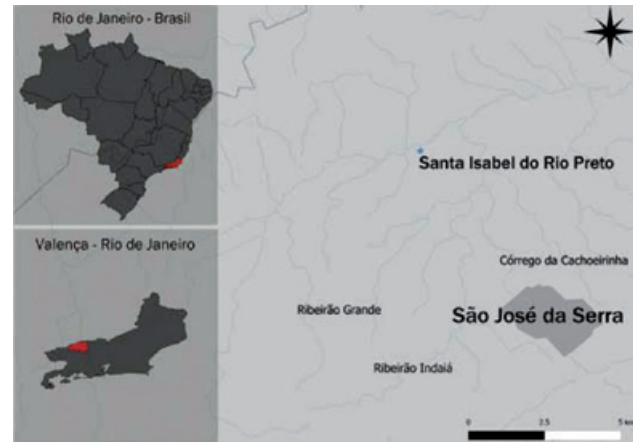 Rio de Janeiro - Brasil
Santa Isabel do Rio Preto
Valença - Rio de Janeiro
Córrego da Cachoeirinha
Ribeirão Grande
São José da Serra
Ribeirão Indaiá
0 2.5 5 km